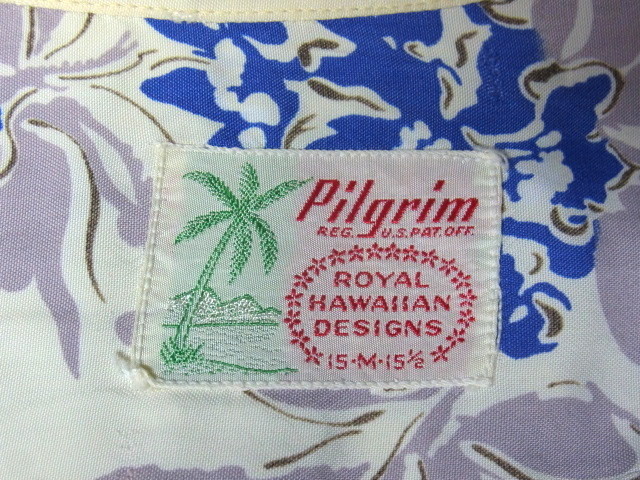 Pilgrim
REG. U.S. PAT. OFF.
ROYAL
HAWAIIAN
DESIGNS
15-M-15½